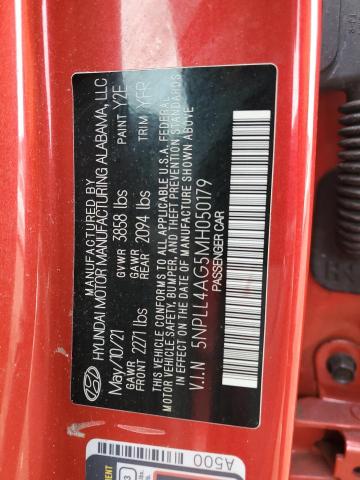 MANUFACTURED BY
HYUNDAI MOTOR MANUFACTURING ALABAMA, LLC
May/10/21 GVWR 3858 lbs PAINT Y2E
GAWR FRONT 2271 lbs GAWR REAR 2094 lbs TRIM YFR
THIS VEHICLE CONFORMS TO ALL APPLICABLE U.S.A. FEDERAL
MOTOR VEHICLE SAFETY, BUMPER, AND THEFT PREVENTION STANDARDS
IN EFFECT ON THE DATE OF MANUFACTURE SHOWN ABOVE
V.I.N 5NPLL4AG5MH050179
PASSENGER CAR
A500